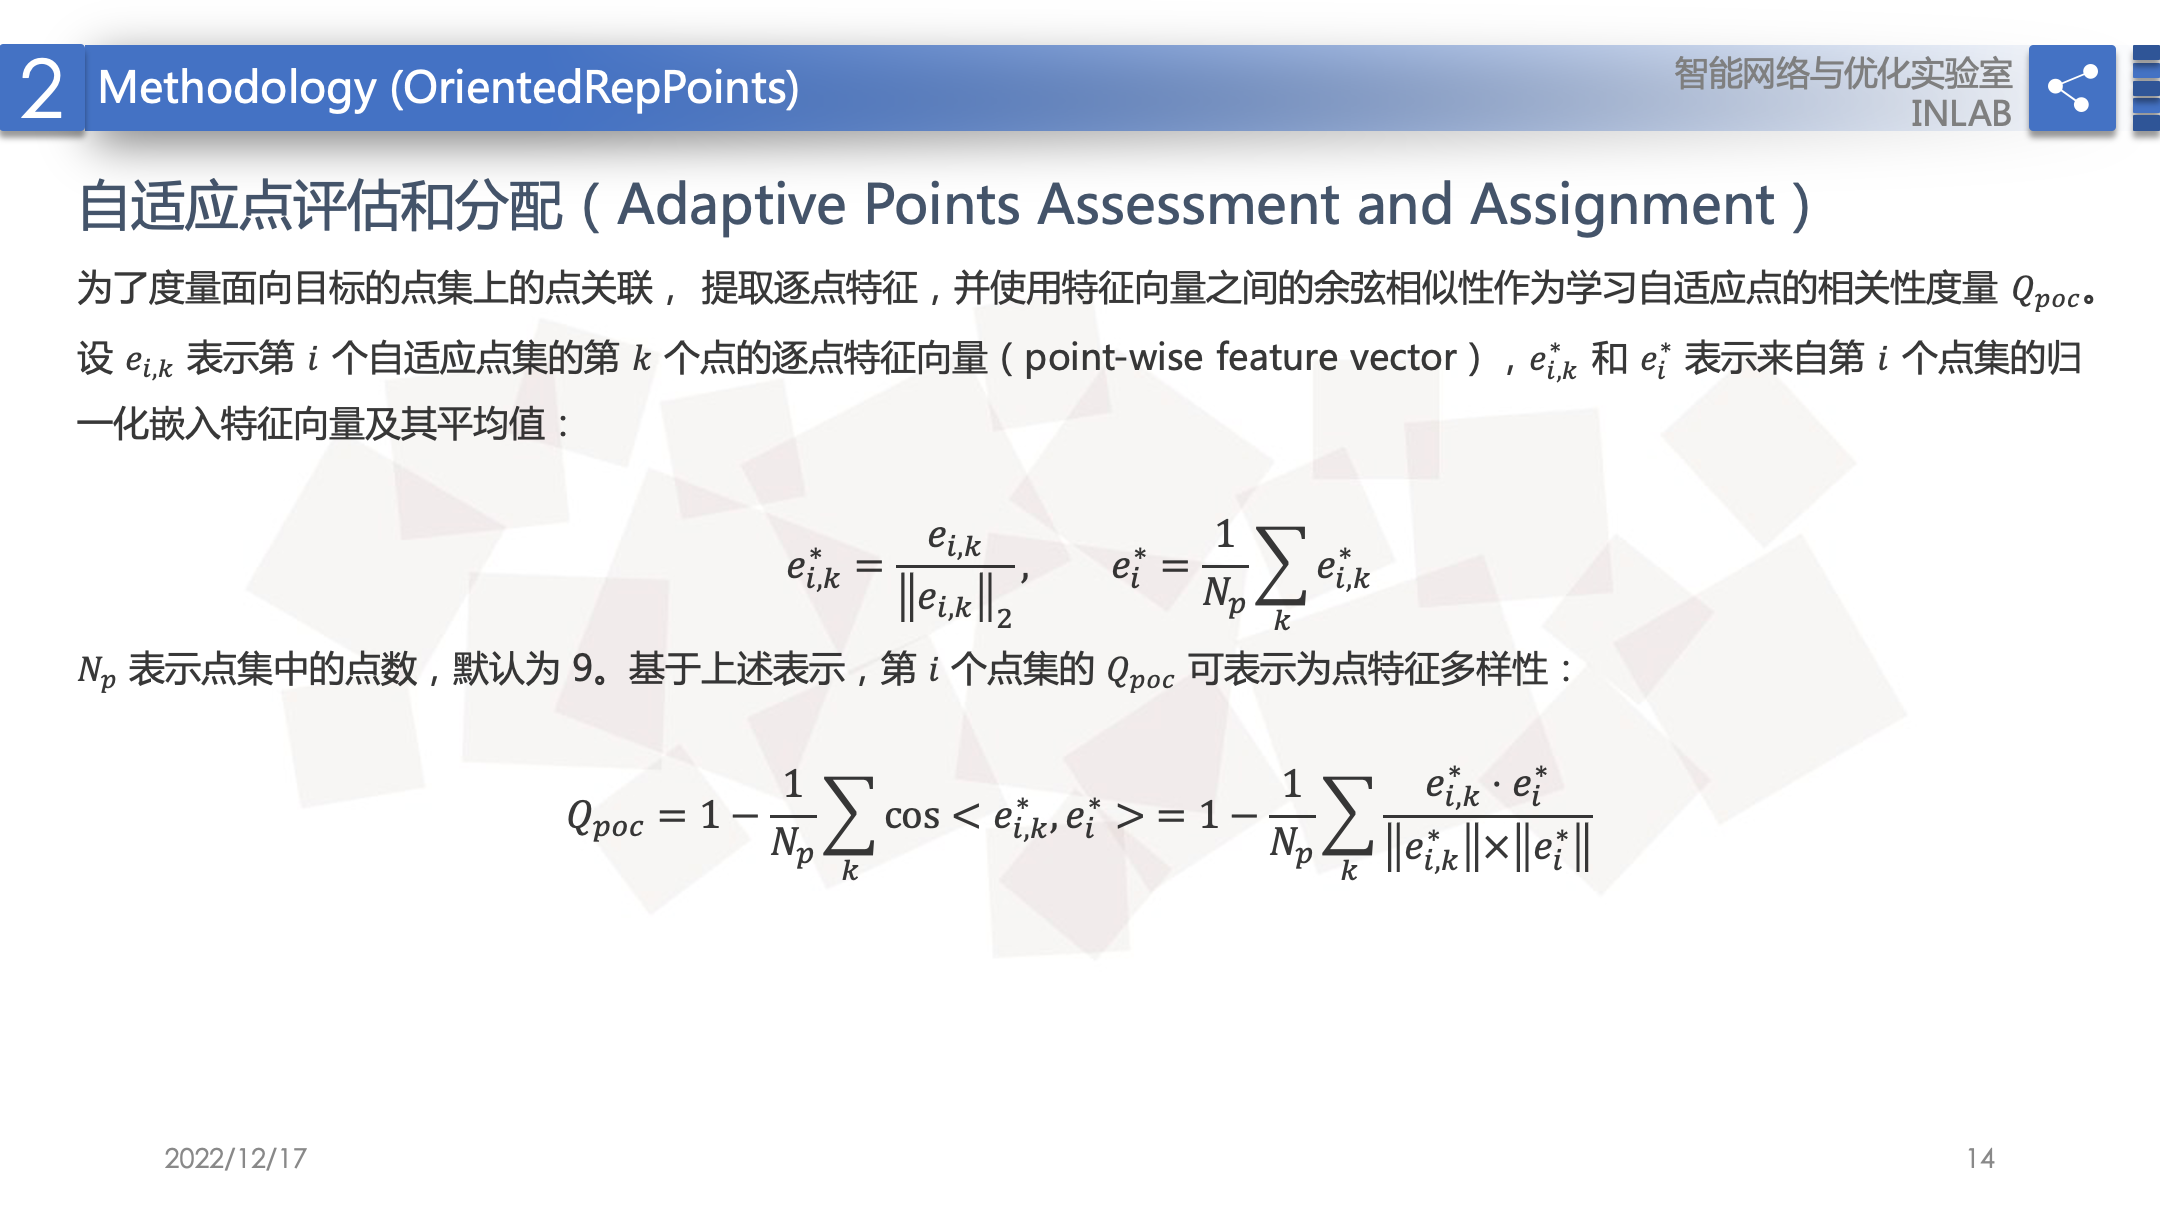 2 Methodology (OrientedRepPoints)
智能网络与优化实验室
INLAB
自适应点评估和分配（Adaptive Points Assessment and Assignment）
为了度量面向目标的点集上的点关联， 提取逐点特征，并使用特征向量之间的余弦相似性作为学习自适应点的相关性度量 $Q_{poc}$。
设 $e_{i,k}$ 表示第 $i$ 个自适应点集的第 $k$ 个点的逐点特征向量（point-wise feature vector），$e_{i,k}^*$ 和 $e_i^*$ 表示来自第 $i$ 个点集的归
一化嵌入特征向量及其平均值：
$e_{i,k}^* = \frac{e_{i,k}}{\|e_{i,k}\|_2}, \quad e_i^* = \frac{1}{N_p}\sum_k e_{i,k}^*$
$N_p$ 表示点集中的点数，默认为 9。基于上述表示，第 $i$ 个点集的 $Q_{poc}$ 可表示为点特征多样性：
$Q_{poc} = 1 - \frac{1}{N_p}\sum_k \cos < e_{i,k}^*, e_i^* > = 1 - \frac{1}{N_p}\sum_k \frac{e_{i,k}^* \cdot e_i^*}{\|e_{i,k}^*\| \times \|e_i^*\|}$
2022/12/17
14